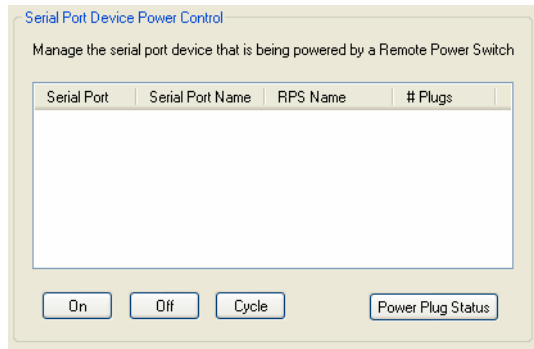 Serial Port Device Power Control
Manage the serial port device that is being powered by a Remote Power Switch
Serial Port Serial Port Name RPS Name # Plugs
On Off Cycle Power Plug Status